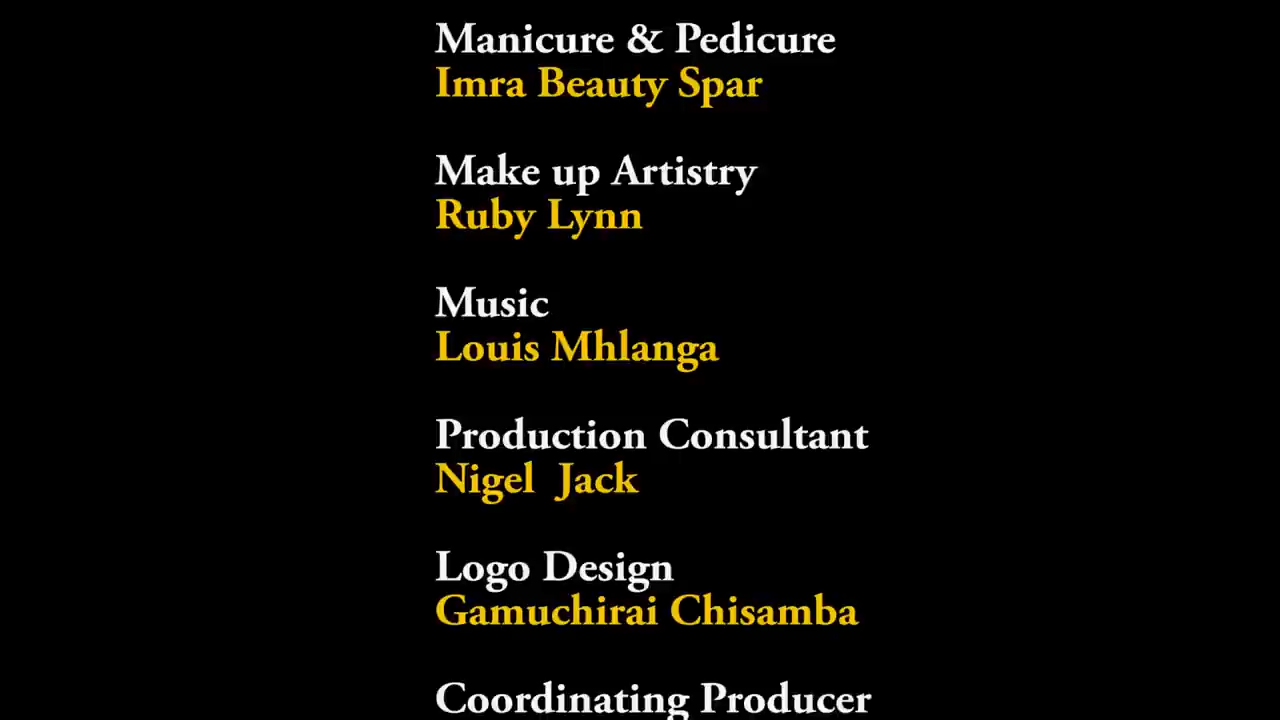 Manicure & Pedicure
Imra Beauty Spar
Make up Artistry
Ruby Lynn
Music
Louis Mhlanga
Production Consultant
Nigel  Jack
Logo Design
Gamuchirai Chisamba
Coordinating Producer